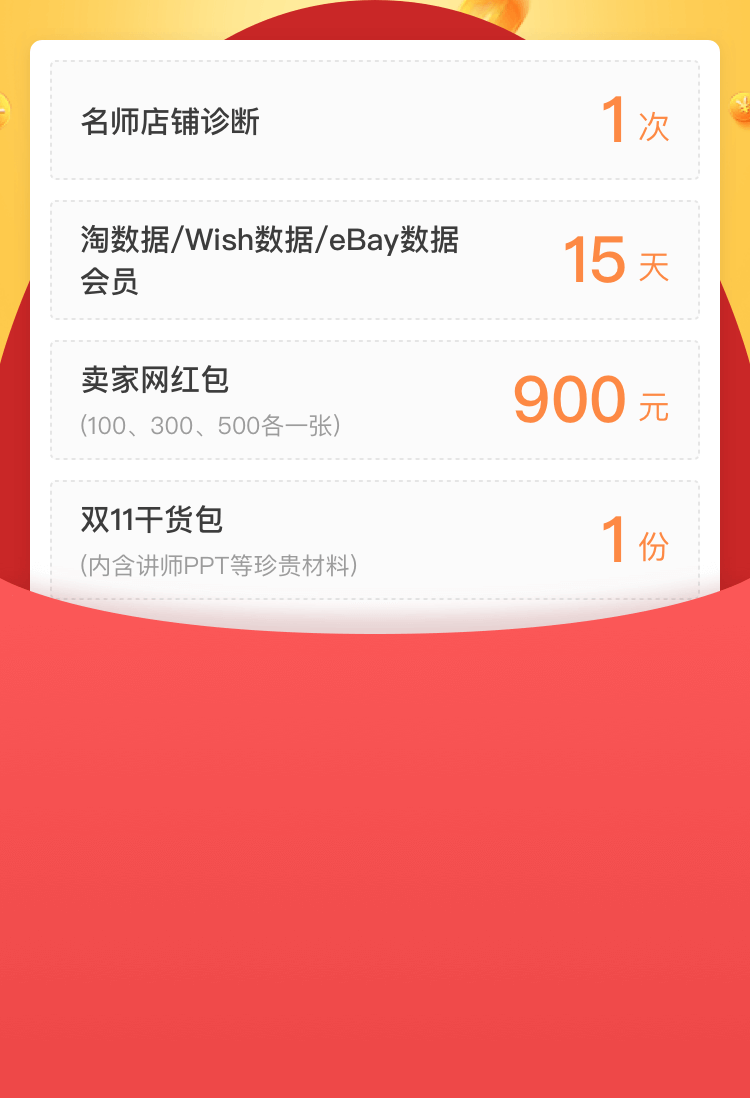 名师店铺诊断
1 次
淘数据/Wish数据/eBay数据
会员
15 天
卖家网红包
(100、300、500各一张)
900 元
双11干货包
(内含讲师PPT等珍贵材料)
1 份